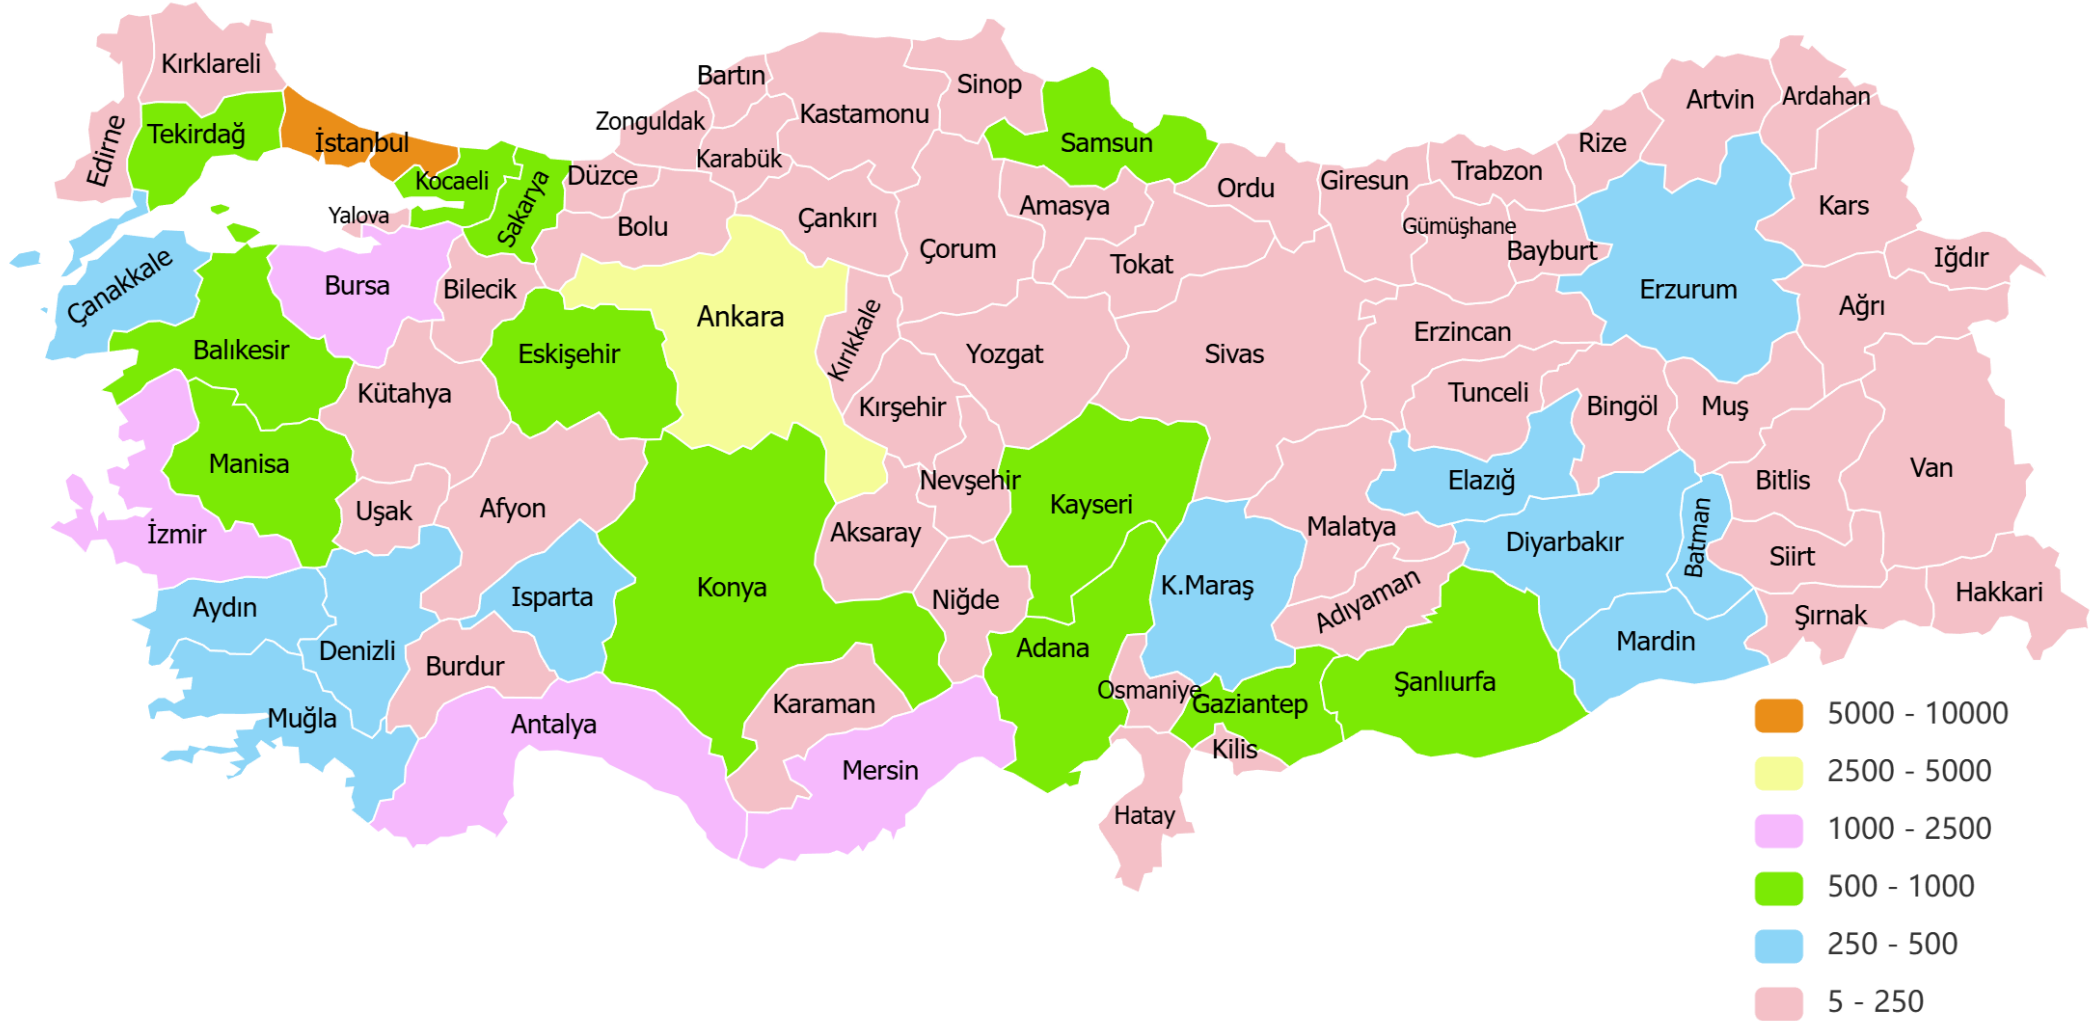 Kırklareli
Bartın
Sinop
Artvin
Ardahan
Zonguldak
Kastamonu
Tekirdağ
İstanbul
Samsun
Rize
Edirne
Karabük
Trabzon
Kocaeli
Düzce
Giresun
Ordu
Sakarya
Yalova
Amasya
Kars
Çankırı
Bolu
Gümüşhane
Çorum
Bayburt
Iğdır
Tokat
Çanakkale
Bursa
Bilecik
Erzurum
Ağrı
Ankara
Erzincan
Kırıkkale
Balıkesir
Eskişehir
Yozgat
Sivas
Kütahya
Tunceli
Kırşehir
Bingöl
Muş
Manisa
Van
Nevşehir
Elazığ
Bitlis
Uşak
Afyon
Kayseri
İzmir
Aksaray
Malatya
Diyarbakır
Batman
Siirt
Konya
K.Maraş
Hakkari
Isparta
Aydın
Niğde
Adıyaman
Şırnak
Denizli
Adana
Mardin
Burdur
Osmaniye
Şanlıurfa
Karaman
Gaziantep
Muğla
Antalya
Kilis
Mersin
Hatay
5000 - 10000
2500 - 5000
1000 - 2500
500 - 1000
250 - 500
5 - 250